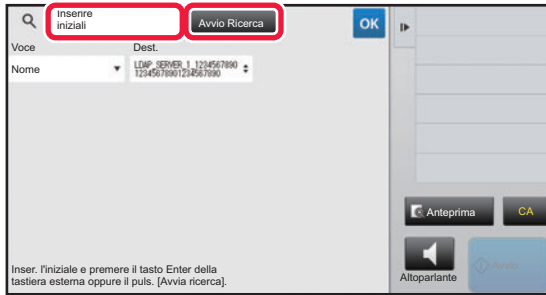 Inserire
iniziali
Avvio Ricerca
OK
Voce
Dest.
Nome
LDAP_SERVER_1_1234567890
12345678901234567890
Anteprima
CA
Inser. l'iniziale e premere il tasto Enter della
tastiera esterna oppure il puls. [Avvia ricerca].
Altoparlante
Avvio